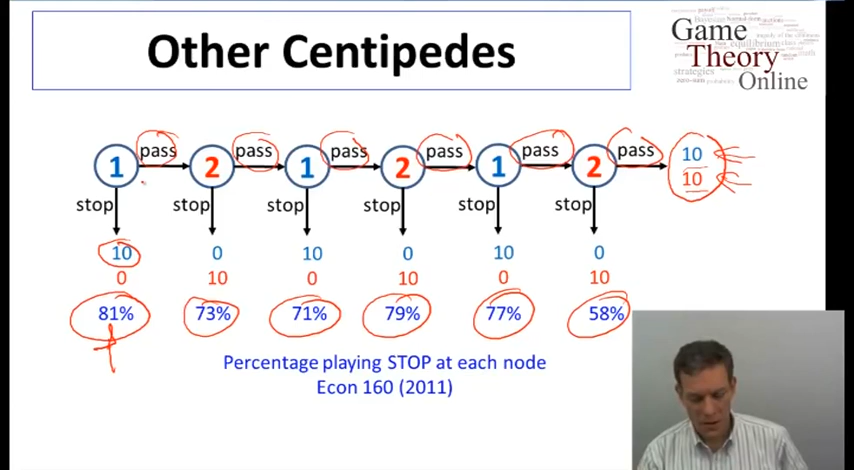 Other Centipedes
Game
Theory
Online
equilibrium
strategies
1 pass 2 pass 1 pass 2 pass 1 pass 2 pass 10
10
stop stop stop stop stop stop
10 0 10 0 10 0
0 10 0 10 0 10
81% 73% 71% 79% 77% 58%
Percentage playing STOP at each node
Econ 160 (2011)